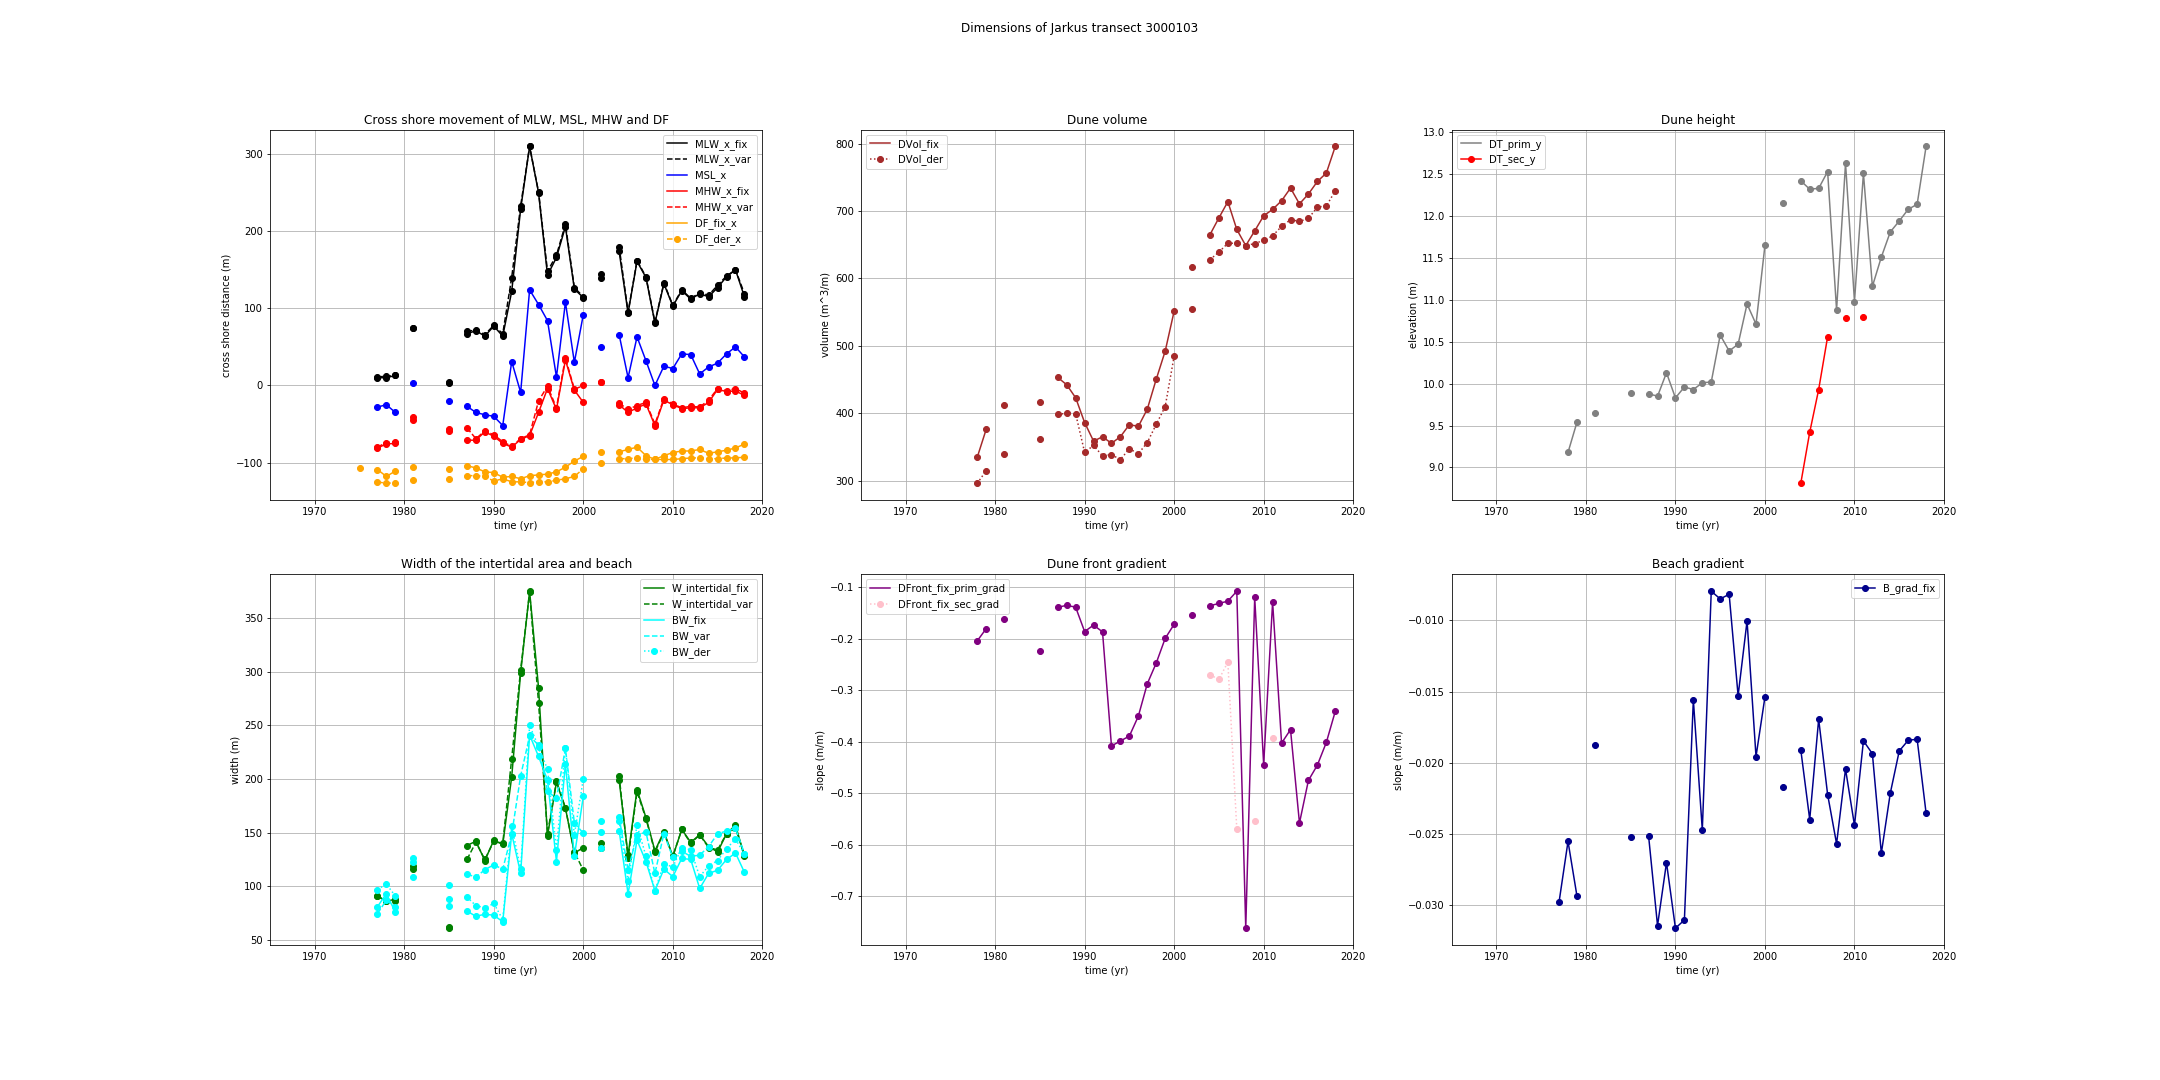 Dimensions of Jarkus transect 3000103
Cross shore movement of MLW, MSL, MHW and DF
cross shore distance (m)
300
200
100
0
−100
MLW_x_fix
MLW_x_var
MSL_x
MHW_x_fix
MHW_x_var
DF_fix_x
DF_der_x
1970 1980 1990 2000 2010 2020
time (yr)
Dune volume
volume (m^3/m)
800
700
600
500
400
300
DVol_fix
DVol_der
1970 1980 1990 2000 2010 2020
time (yr)
Dune height
elevation (m)
13.0
12.5
12.0
11.5
11.0
10.5
10.0
9.5
9.0
DT_prim_y
DT_sec_y
1970 1980 1990 2000 2010 2020
time (yr)
Width of the intertidal area and beach
width (m)
350
300
250
200
150
100
50
W_intertidal_fix
W_intertidal_var
BW_fix
BW_var
BW_der
1970 1980 1990 2000 2010 2020
time (yr)
Dune front gradient
slope (m/m)
−0.1
−0.2
−0.3
−0.4
−0.5
−0.6
−0.7
DFront_fix_prim_grad
DFront_fix_sec_grad
1970 1980 1990 2000 2010 2020
time (yr)
Beach gradient
slope (m/m)
−0.010
−0.015
−0.020
−0.025
−0.030
B_grad_fix
1970 1980 1990 2000 2010 2020
time (yr)